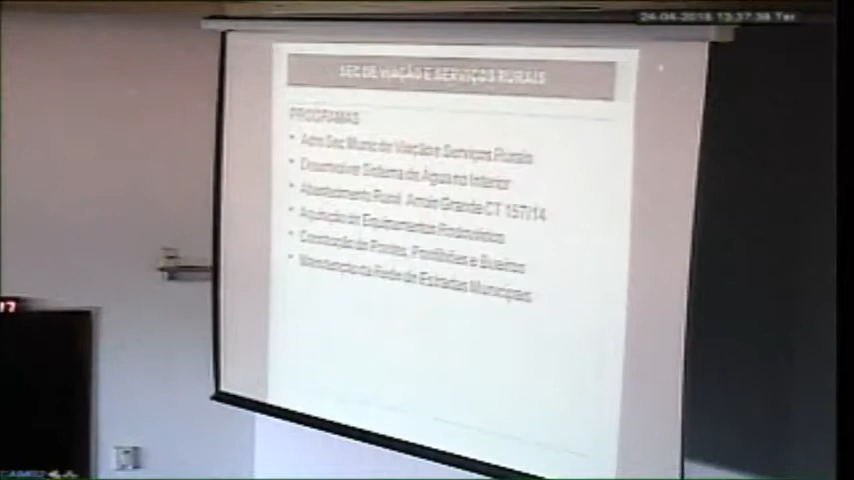 24-04-2018 13:37:38 Ter
SEC DE VIAÇÃO E SERVIÇOS RURAIS
PROGRAMAS
• Adm Sec Munic de Viação e Serviços Rurais
• Desenvolver Sistema de Água no Interior
• Abastecimento Rural Arroio Grande CT 157/14
• Aquisição de Equipamentos Rodoviários
• Construção de Pontes, Pontilhões e Bueiros
• Manutenção da Rede de Estradas Municipais
17